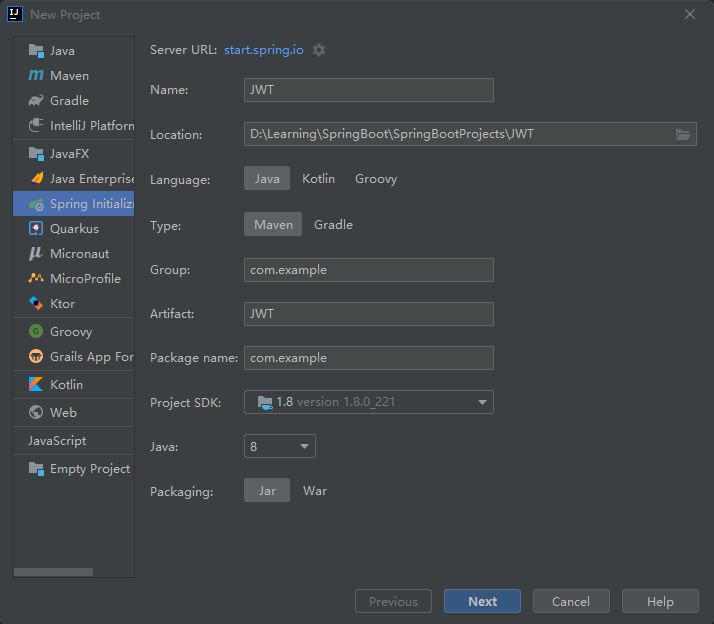 New Project
Java
Maven
Gradle
IntelliJ Platforn
JavaFX
Java Enterprise
Spring Initializ
Quarkus
Micronaut
MicroProfile
Ktor
Groovy
Grails App For
Kotlin
Web
JavaScript
Empty Project
Server URL: start.spring.io
Name: JWT
Location: D:\Learning\SpringBoot\SpringBootProjects\JWT
Language: Java Kotlin Groovy
Type: Maven Gradle
Group: com.example
Artifact: JWT
Package name: com.example
Project SDK: 1.8 version 1.8.0_221
Java: 8
Packaging: Jar War
Previous Next Cancel Help